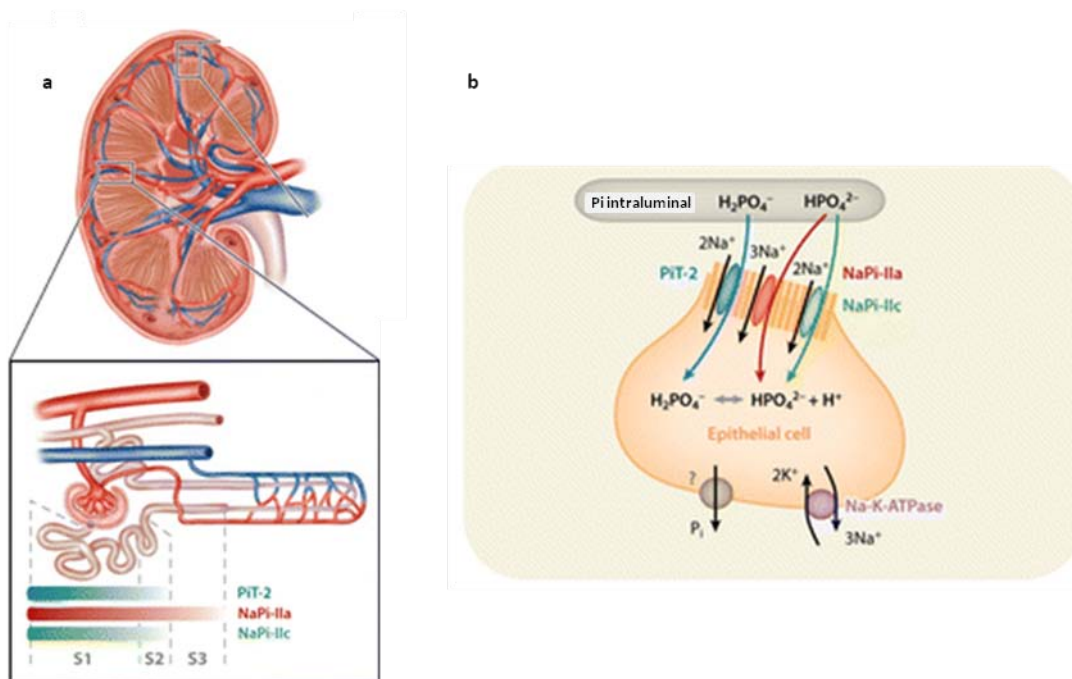 a
PiT-2
NaPi-IIa
NaPi-IIc
S1 S2 S3
b
Pi intraluminal H₂PO₄⁻ HPO₄²⁻
2Na⁺ 3Na⁺ 2Na⁺
PiT-2 NaPi-IIa
NaPi-IIc
H₂PO₄⁻ HPO₄²⁻ + H⁺
Epithelial cell
? 2K⁺ Na-K-ATPase
Pᵢ 3Na⁺